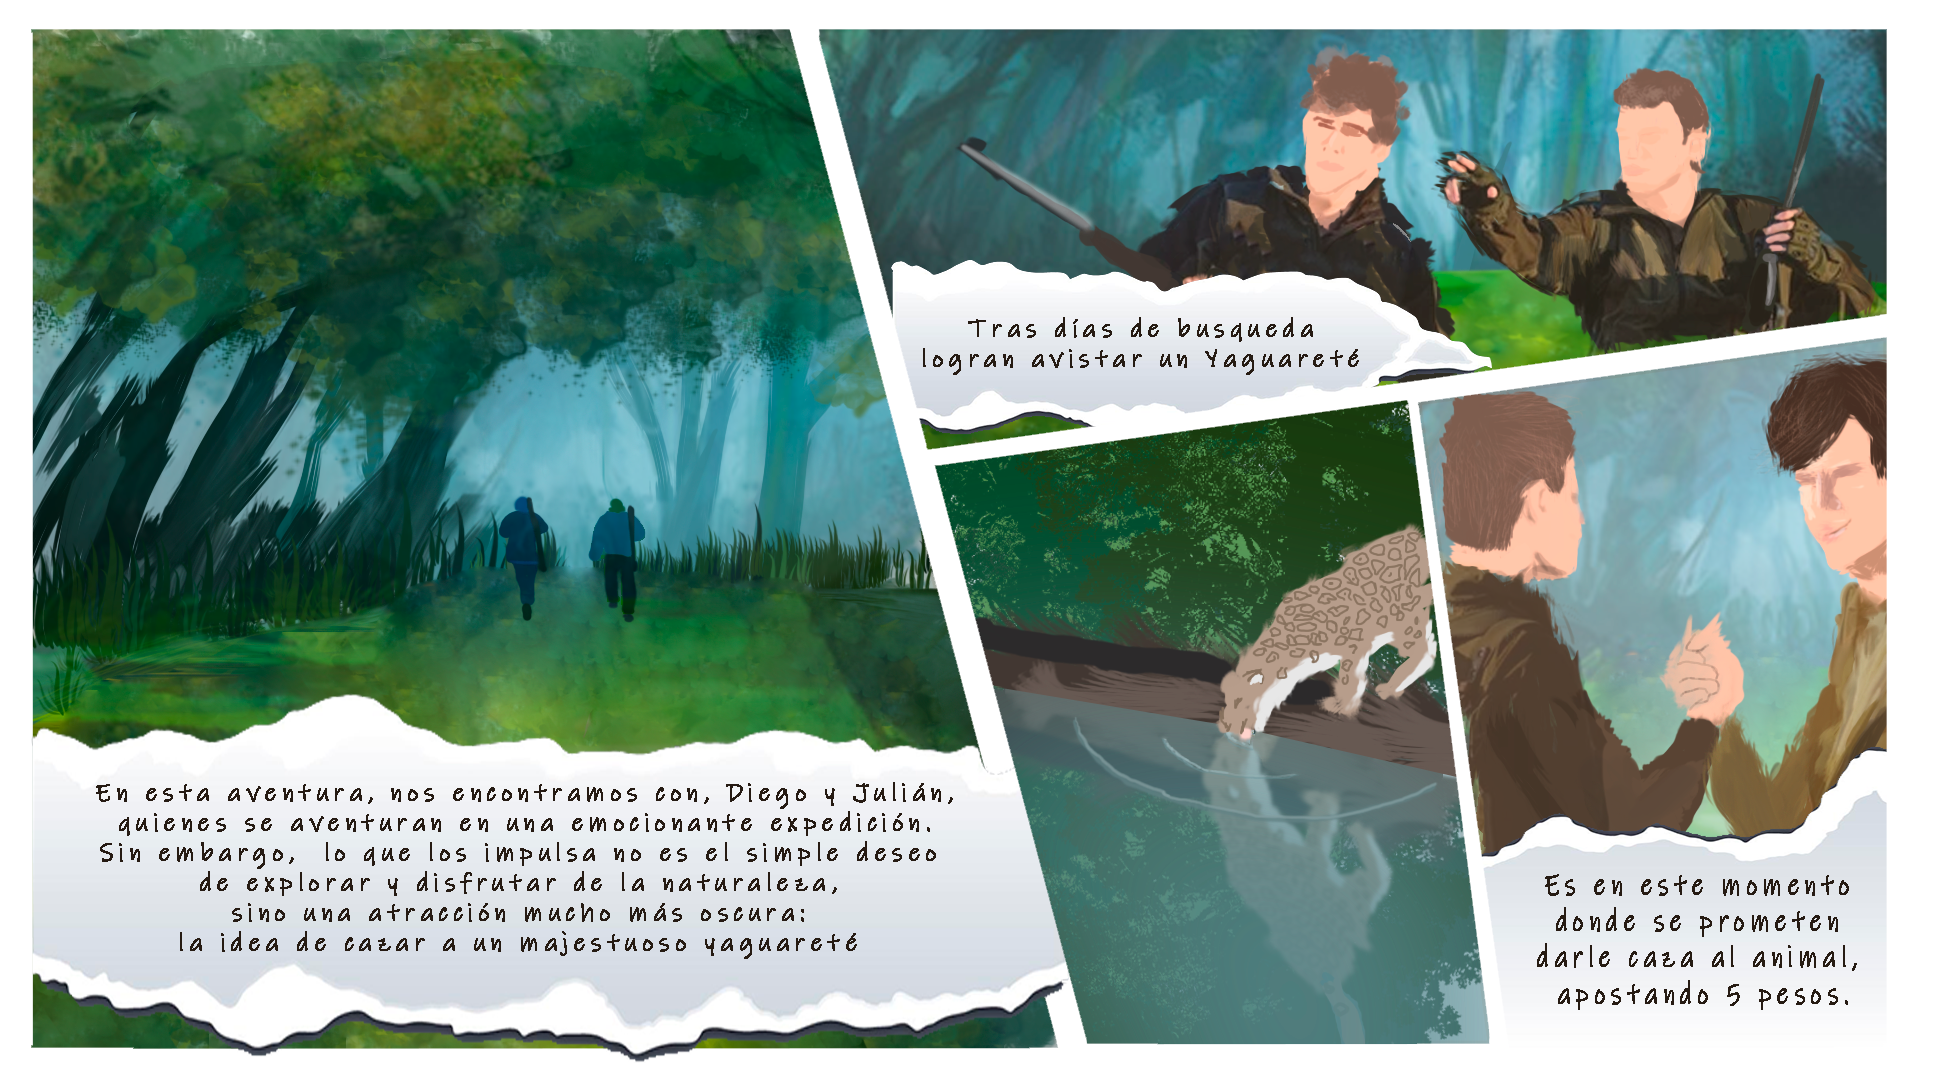 En esta aventura, nos encontramos con, Diego y Julián,
quienes se aventuran en una emocionante expedición.
Sin embargo, lo que los impulsa no es el simple deseo
de explorar y disfrutar de la naturaleza,
sino una atracción mucho más oscura:
la idea de cazar a un majestuoso yaguareté
Tras días de busqueda
logran avistar un Yaguareté
Es en este momento
donde se prometen
darle caza al animal,
apostando 5 pesos.